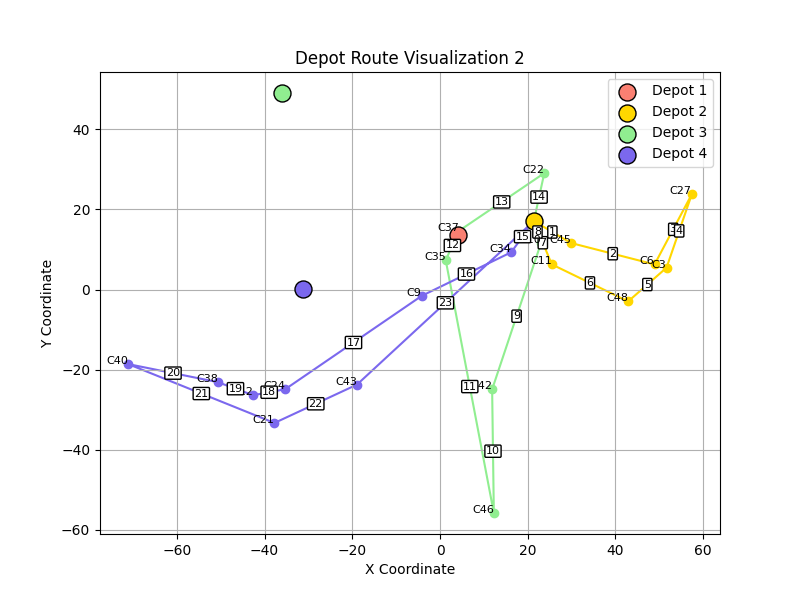 Depot Route Visualization 2
Depot 1
Depot 2
Depot 3
Depot 4
Y Coordinate
40
20
0
−20
−40
−60
−60
−40
−20
0
20
40
60
X Coordinate
C22
C27
C37
C45
C35
C34
C11
C6
C3
C9
C48
C40
C38
C24
C43
C21
C46
1
2
4
5
6
7
8
9
10
11
12
13
14
15
16
17
18
19
20
21
22
23